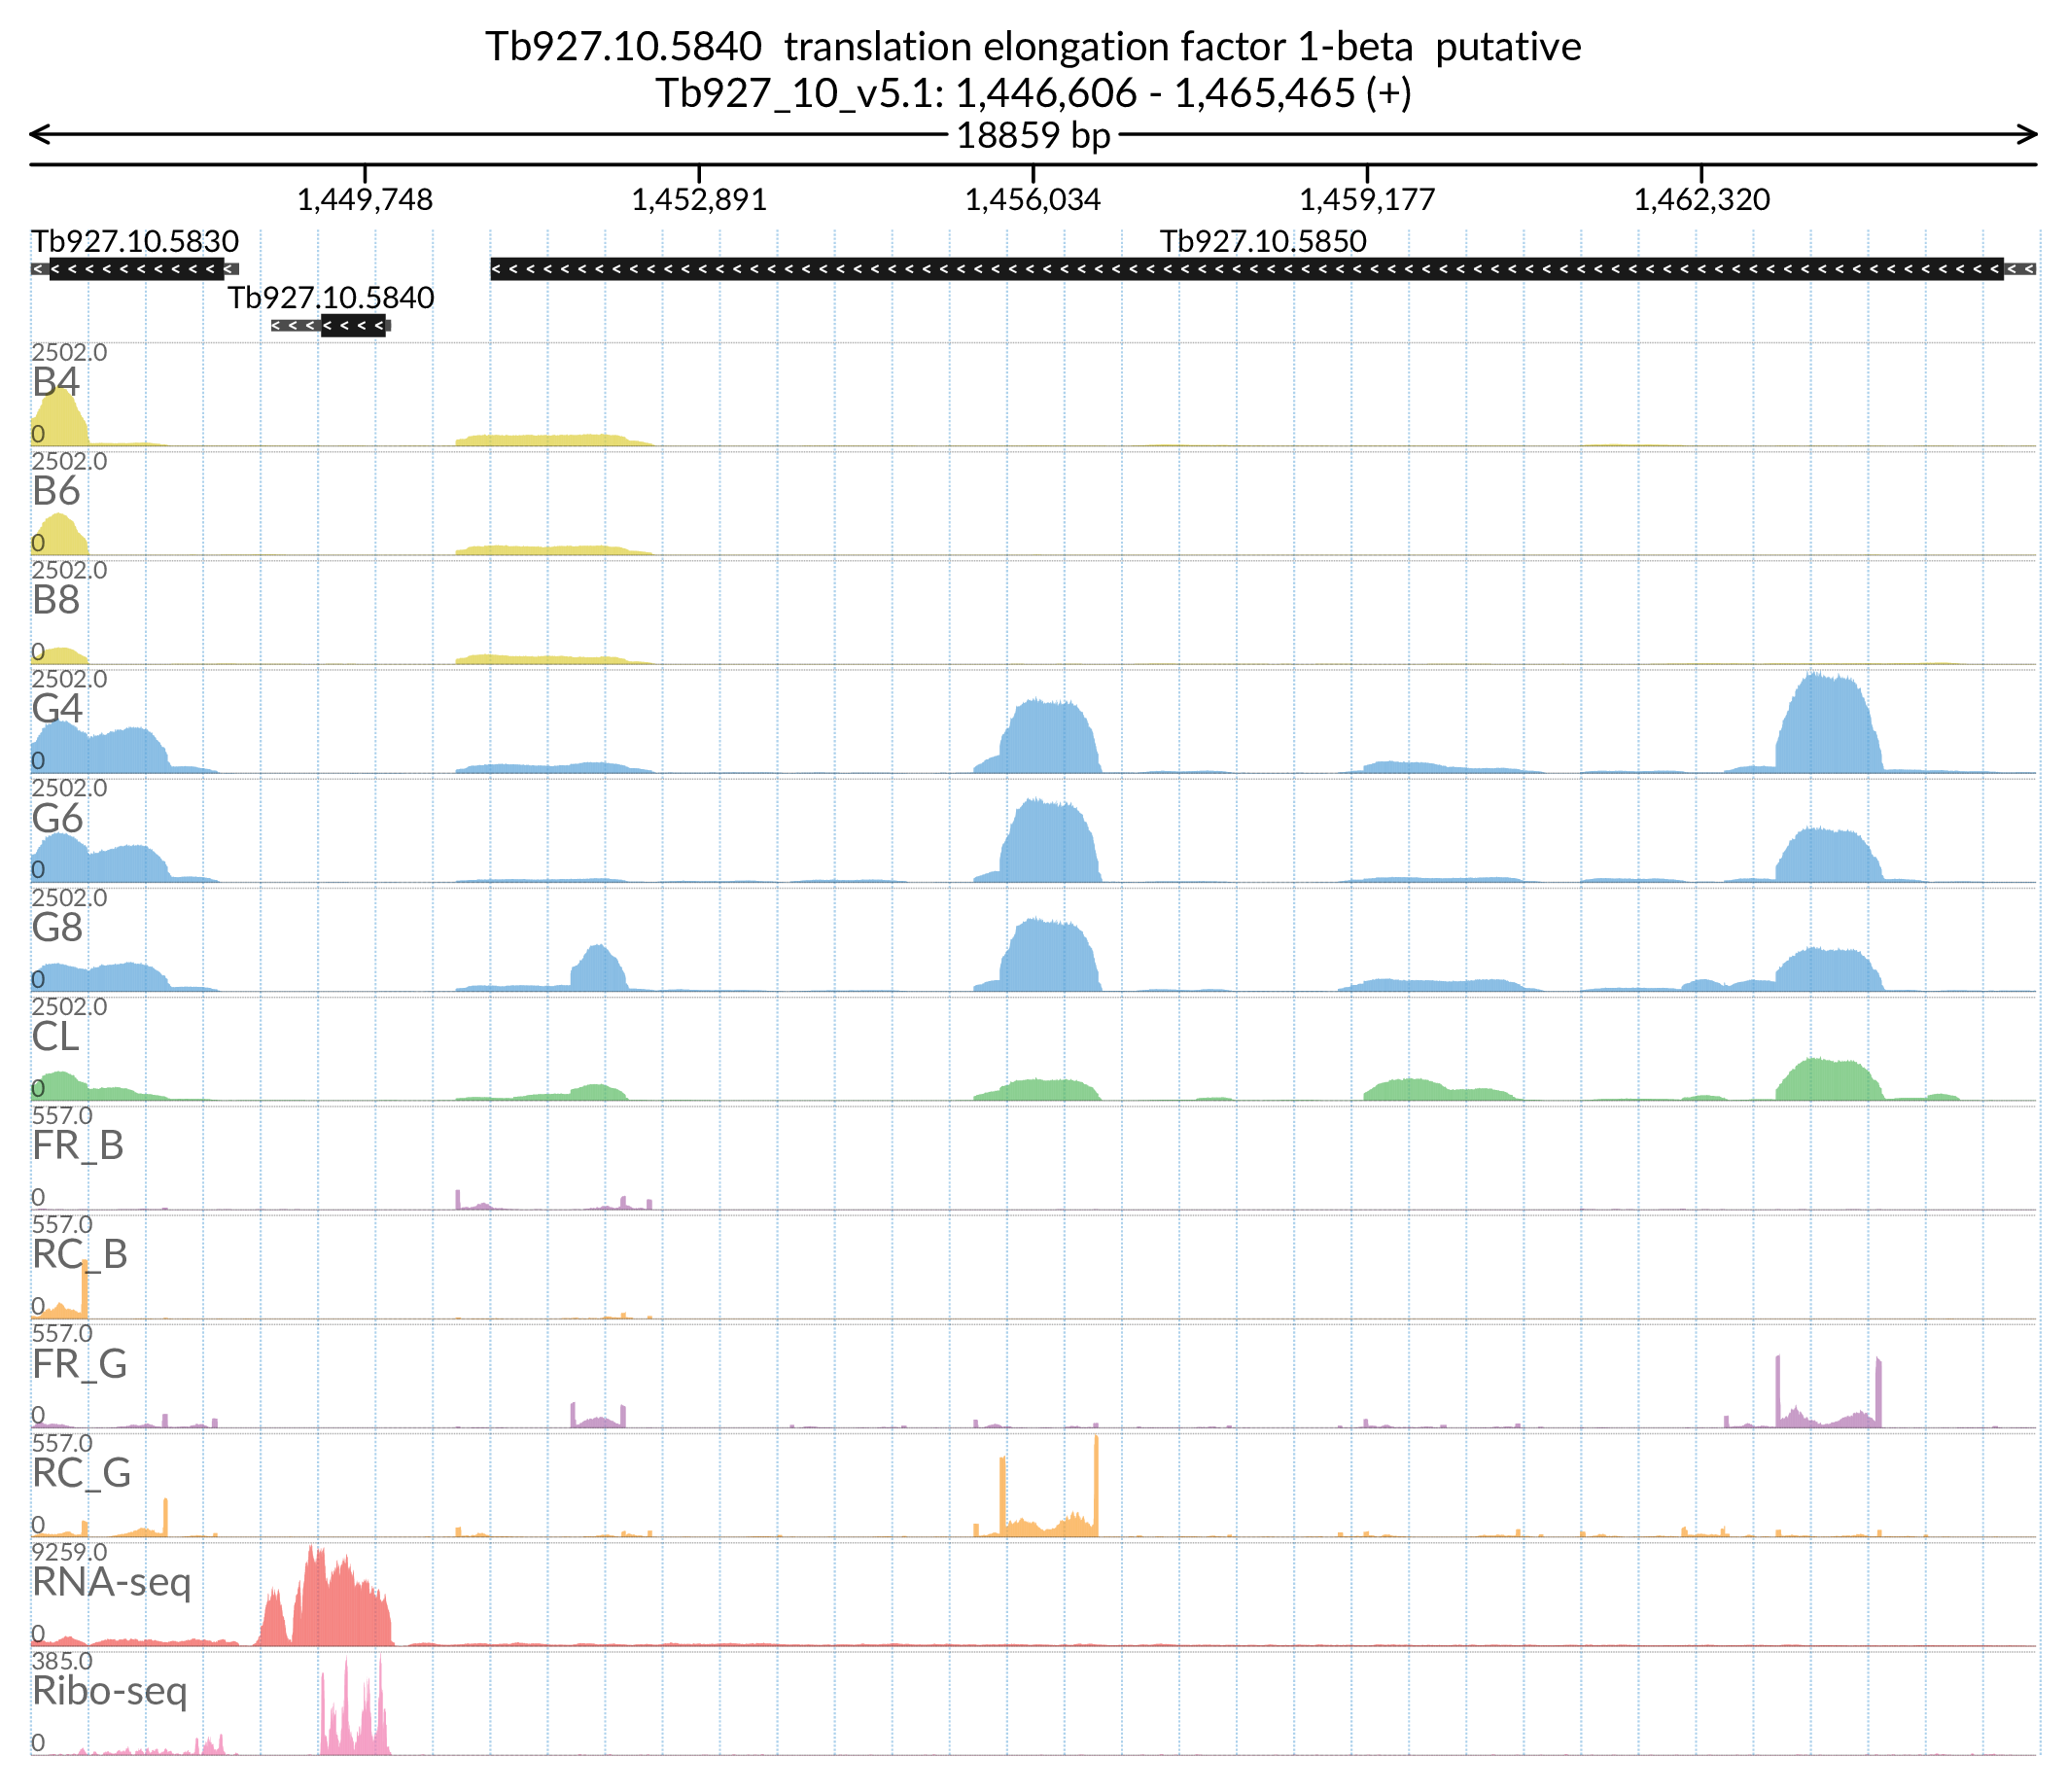 Tb927.10.5840  translation elongation factor 1-beta  putative
Tb927_10_v5.1: 1,446,606 - 1,465,465 (+)
18859 bp
1,449,748 1,452,891 1,456,034 1,459,177 1,462,320
Tb927.10.5830 Tb927.10.5850
Tb927.10.5840
2502.0
B4
0
2502.0
B6
0
2502.0
B8
0
2502.0
G4
0
2502.0
G6
0
2502.0
G8
0
2502.0
CL
0
557.0
FR_B
0
557.0
RC_B
0
557.0
FR_G
0
557.0
RC_G
0
9259.0
RNA-seq
0
385.0
Ribo-seq
0